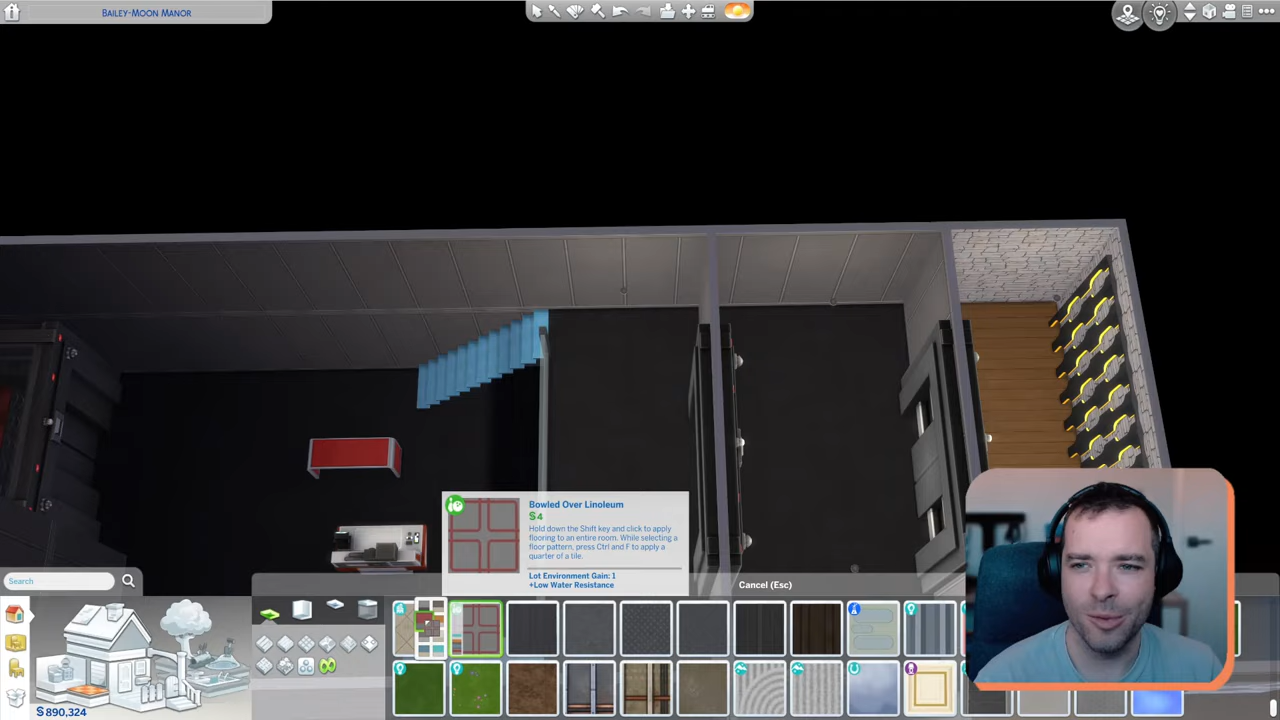 BAILEY-MOON MANOR
Bowled Over Linoleum
§4
Hold down the Shift key and click to apply
flooring to an entire room. While selecting a
floor pattern, press Ctrl and F to apply a
quarter of a tile.
Lot Environment Gain: 1
+Low Water Resistance
Cancel (Esc)
Search
§890,324